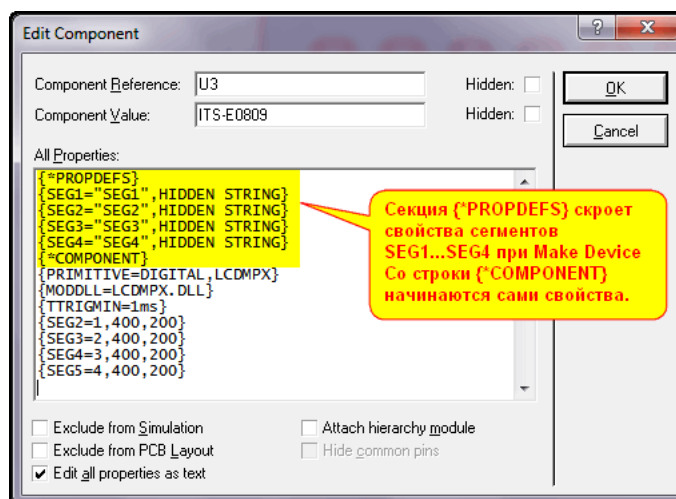 Edit Component
?
Component Reference: U3 Hidden:
OK
Component Value: ITS-E0809 Hidden:
Cancel
All Properties:
{*PROPDEFS}
{SEG1="SEG1",HIDDEN STRING}
{SEG2="SEG2",HIDDEN STRING}
{SEG3="SEG3",HIDDEN STRING}
{SEG4="SEG4",HIDDEN STRING}
{*COMPONENT}
{PRIMITIVE=DIGITAL,LCDMPX}
{MODDLL=LCDMPX.DLL}
{TTRIGMIN=1ms}
{SEG2=1,400,200}
{SEG3=2,400,200}
{SEG4=3,400,200}
{SEG5=4,400,200}
Секция {*PROPDEFS} скроет
свойства сегментов
SEG1...SEG4 при Make Device
Со строки {*COMPONENT}
начинаются сами свойства.
Exclude from Simulation
Attach hierarchy module
Exclude from PCB Layout
Hide common pins
Edit all properties as text